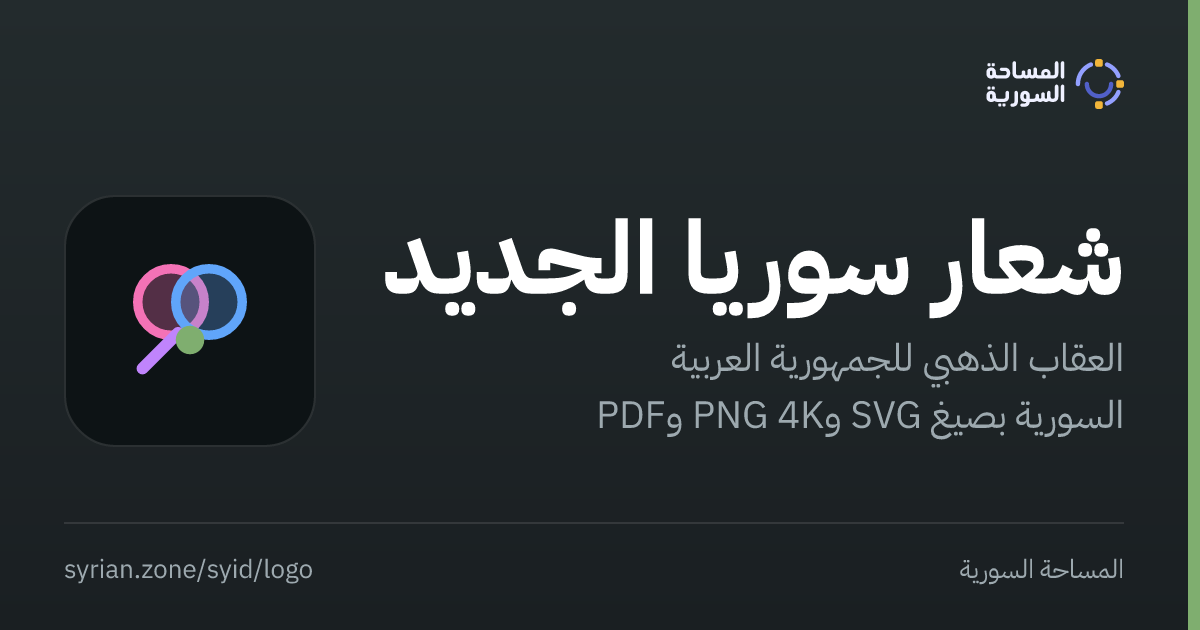 المساحة
السورية
شعار سوريا الجديد
العقاب الذهبي للجمهورية العربية
السورية بصيغ SVG وPNG 4K وPDF
المساحة السورية
syrian.zone/syid/logo